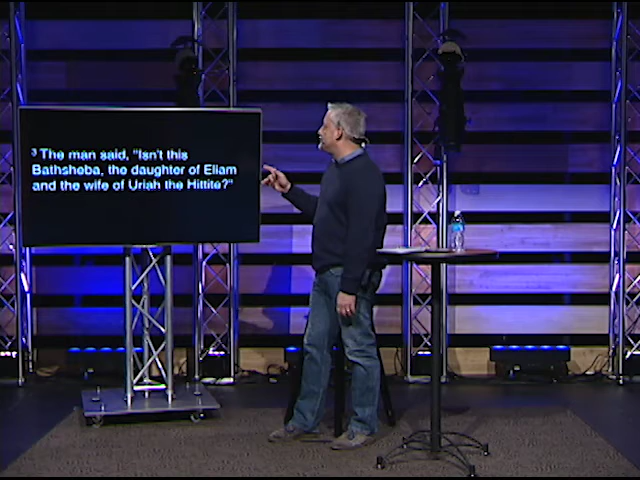 3 The man said, "Isn't this
Bathsheba, the daughter of Eliam
and the wife of Uriah the Hittite?"